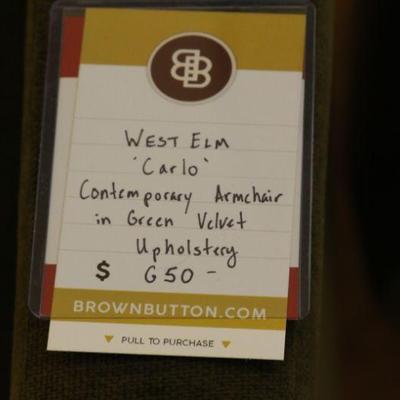 BB
WEST ELM
'Carlo'
Contemporary Armchair
in Green Velvet
Upholstery
$ 650 -
BROWNBUTTON.COM
▼ PULL TO PURCHASE ▼